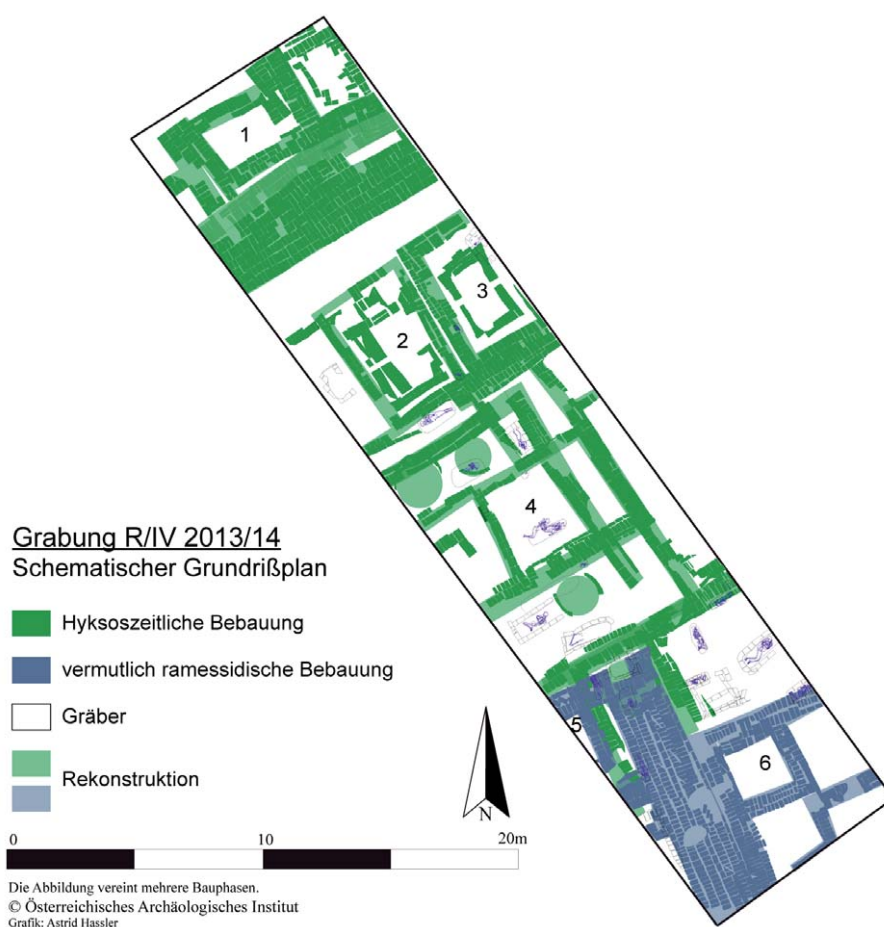 1
3
2
4
5
6
Grabung R/IV 2013/14
Schematischer Grundrißplan
Hyksoszeitliche Bebauung
vermutlich ramessidische Bebauung
Gräber
Rekonstruktion
N
0 10 20m
Die Abbildung vereint mehrere Bauphasen.
© Österreichisches Archäologisches Institut
Grafik: Astrid Hassler